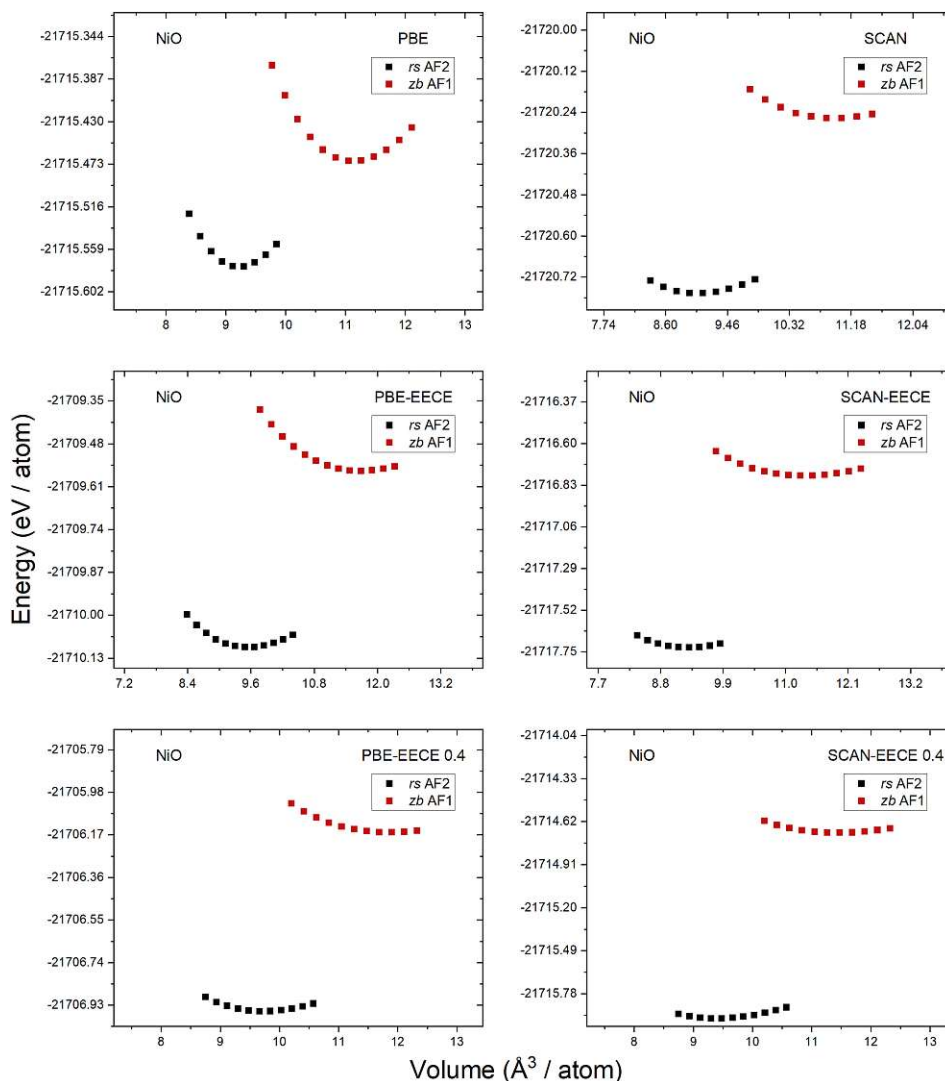 NiO
PBE
rs AF2
zb AF1
-21715.344
-21715.387
-21715.430
-21715.473
-21715.516
-21715.559
-21715.602
8 9 10 11 12 13
NiO
SCAN
rs AF2
zb AF1
-21720.00
-21720.12
-21720.24
-21720.36
-21720.48
-21720.60
-21720.72
7.74 8.60 9.46 10.32 11.18 12.04
NiO
PBE-EECE
rs AF2
zb AF1
-21709.35
-21709.48
-21709.61
-21709.74
-21709.87
-21710.00
-21710.13
7.2 8.4 9.6 10.8 12.0 13.2
NiO
SCAN-EECE
rs AF2
zb AF1
-21716.37
-21716.60
-21716.83
-21717.06
-21717.29
-21717.52
-21717.75
7.7 8.8 9.9 11.0 12.1 13.2
NiO
PBE-EECE 0.4
rs AF2
zb AF1
-21705.79
-21705.98
-21706.17
-21706.36
-21706.55
-21706.74
-21706.93
8 9 10 11 12 13
NiO
SCAN-EECE 0.4
rs AF2
zb AF1
-21714.04
-21714.33
-21714.62
-21714.91
-21715.20
-21715.49
-21715.78
8 9 10 11 12 13
Energy (eV / atom)
Volume (Å³ / atom)